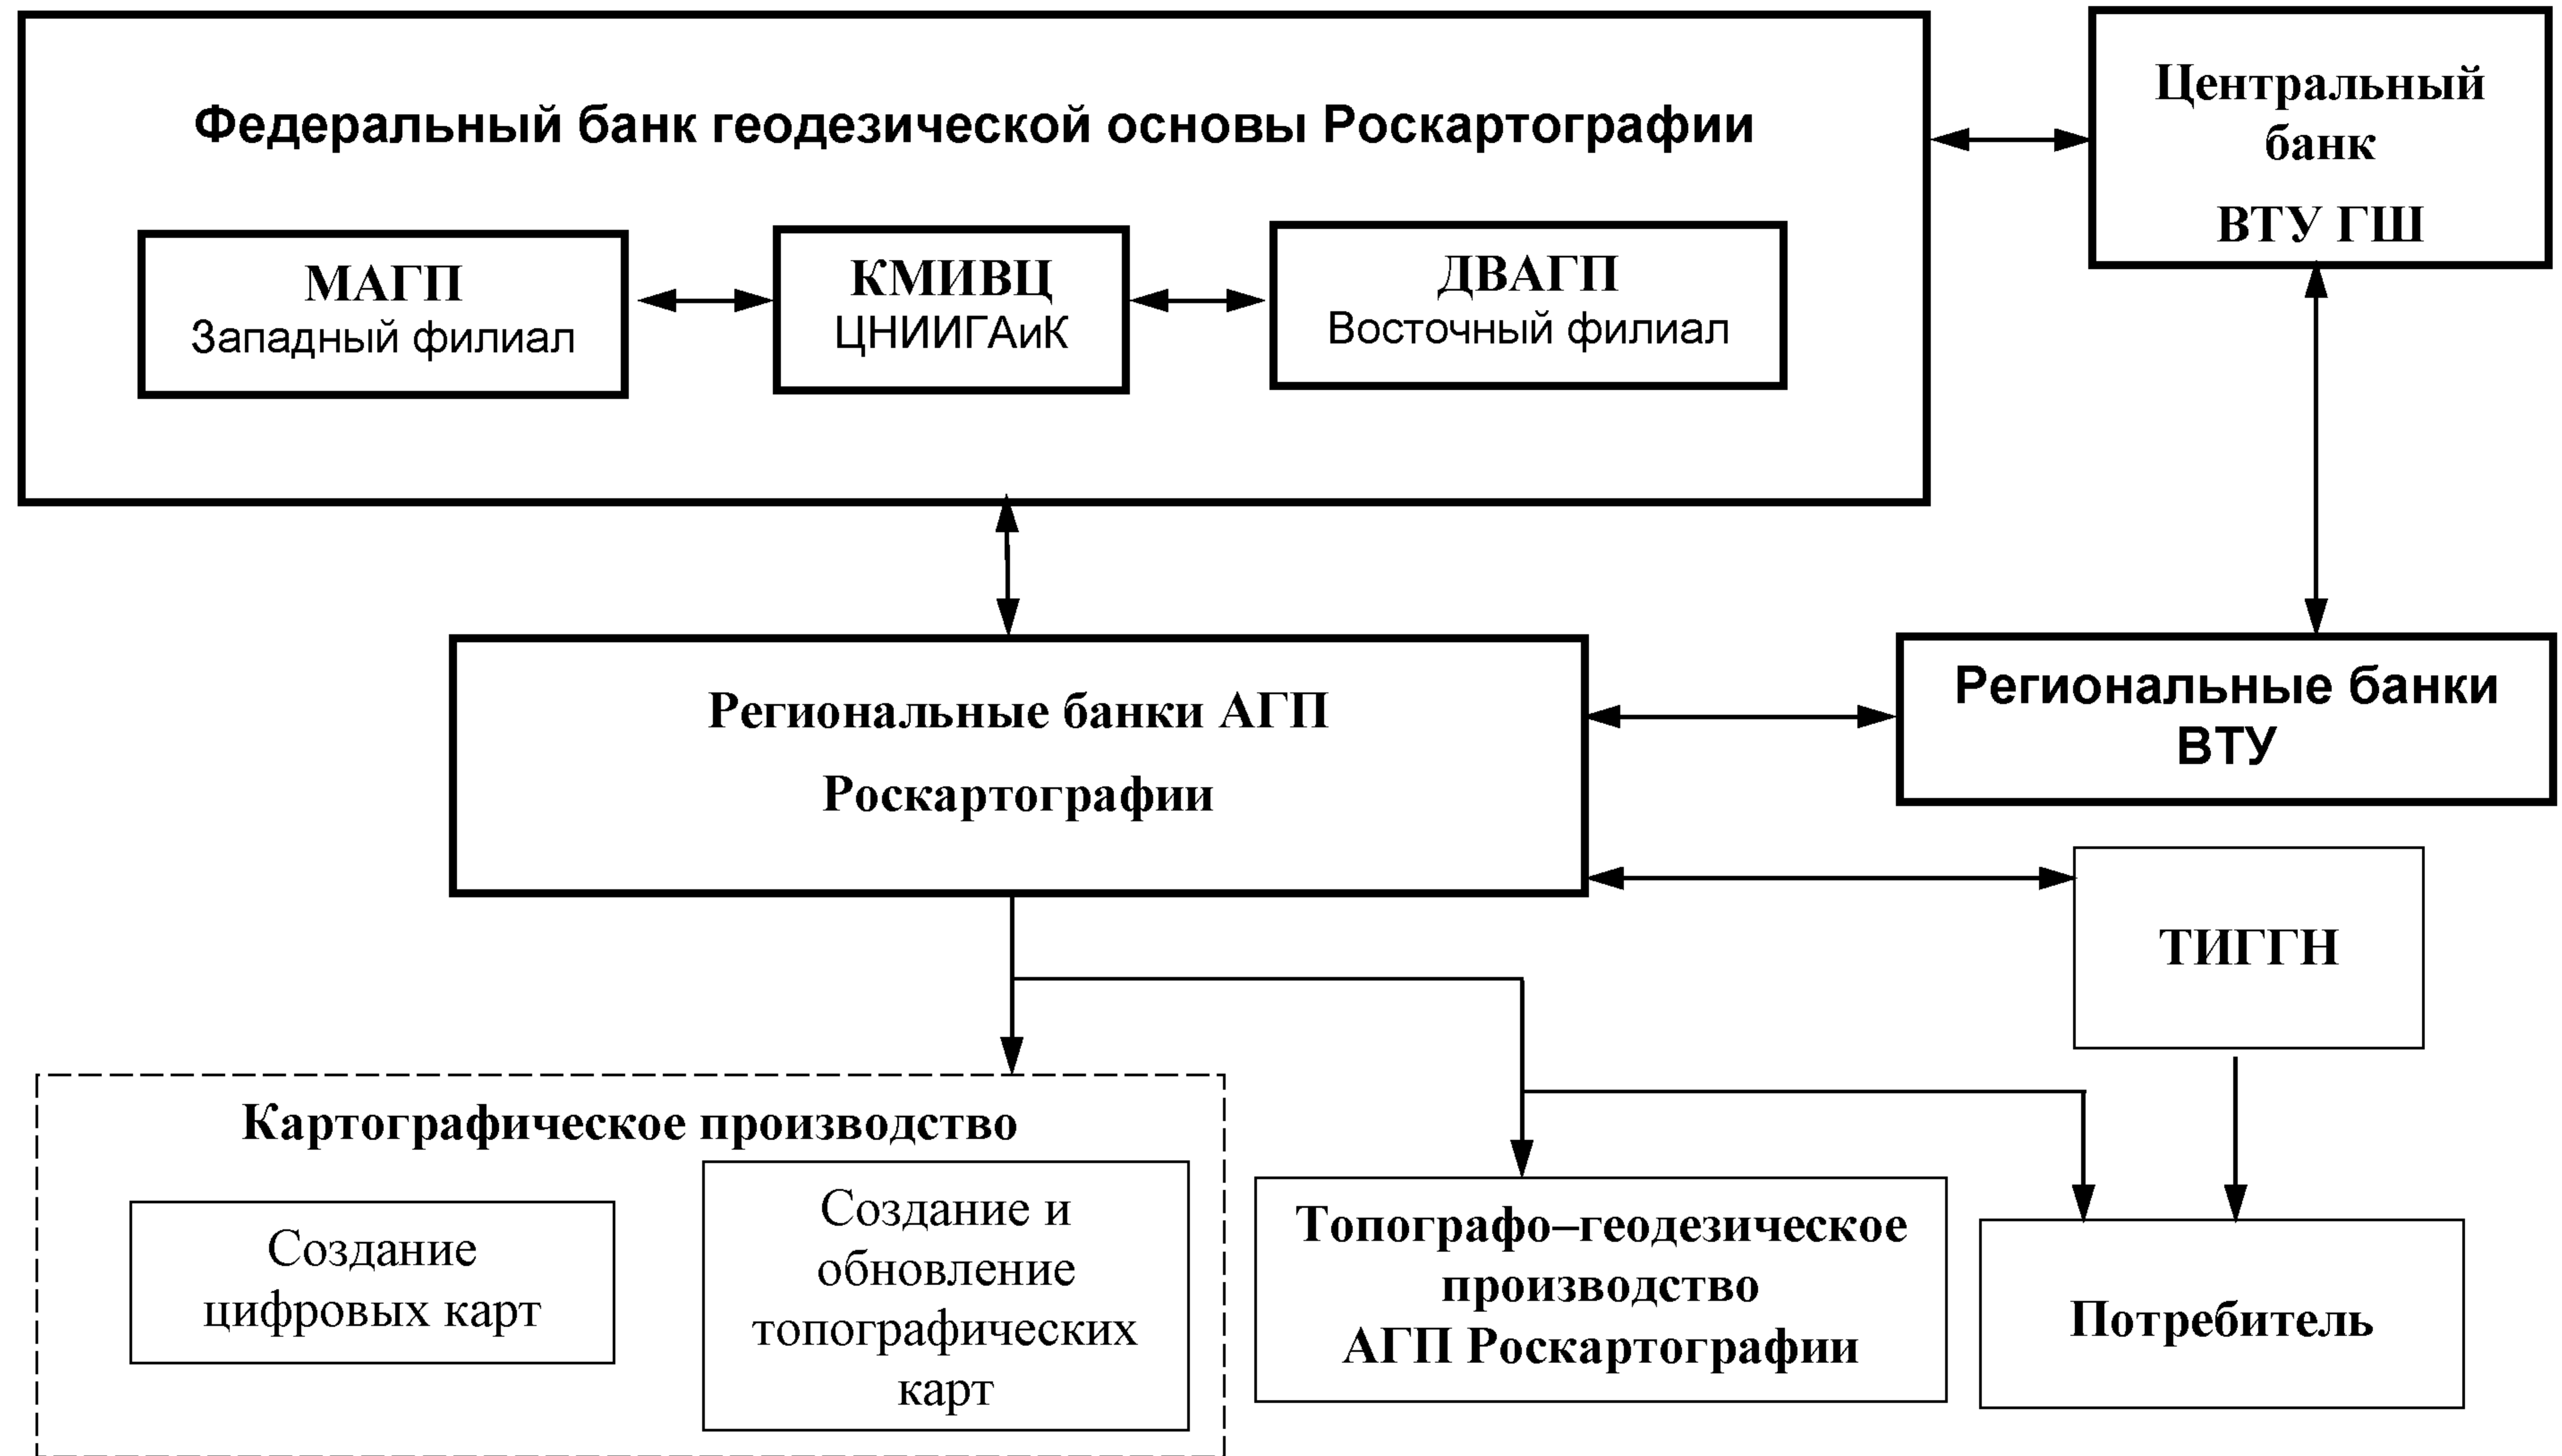 Федеральный банк геодезической основы Роскартографии
Центральный
банк
ВТУ ГШ
МАГП
Западный филиал
КМИВЦ
ЦНИИГАиК
ДВАГП
Восточный филиал
Региональные банки АГП
Роскартографии
Региональные банки
ВТУ
ТИГГН
Картографическое производство
Создание
цифровых карт
Создание и
обновление
топографических
карт
Топографо–геодезическое
производство
АГП Роскартографии
Потребитель